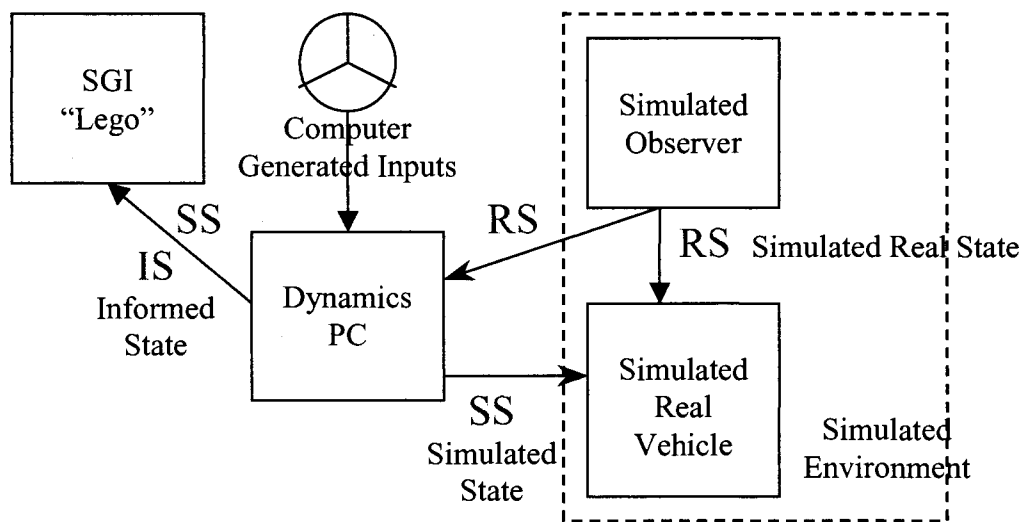 SGI
“Lego”
Computer
Generated Inputs
Simulated
Observer
SS
IS
Informed
State
RS
RS
Simulated Real State
Dynamics
PC
SS
Simulated
State
Simulated
Real
Vehicle
Simulated
Environment